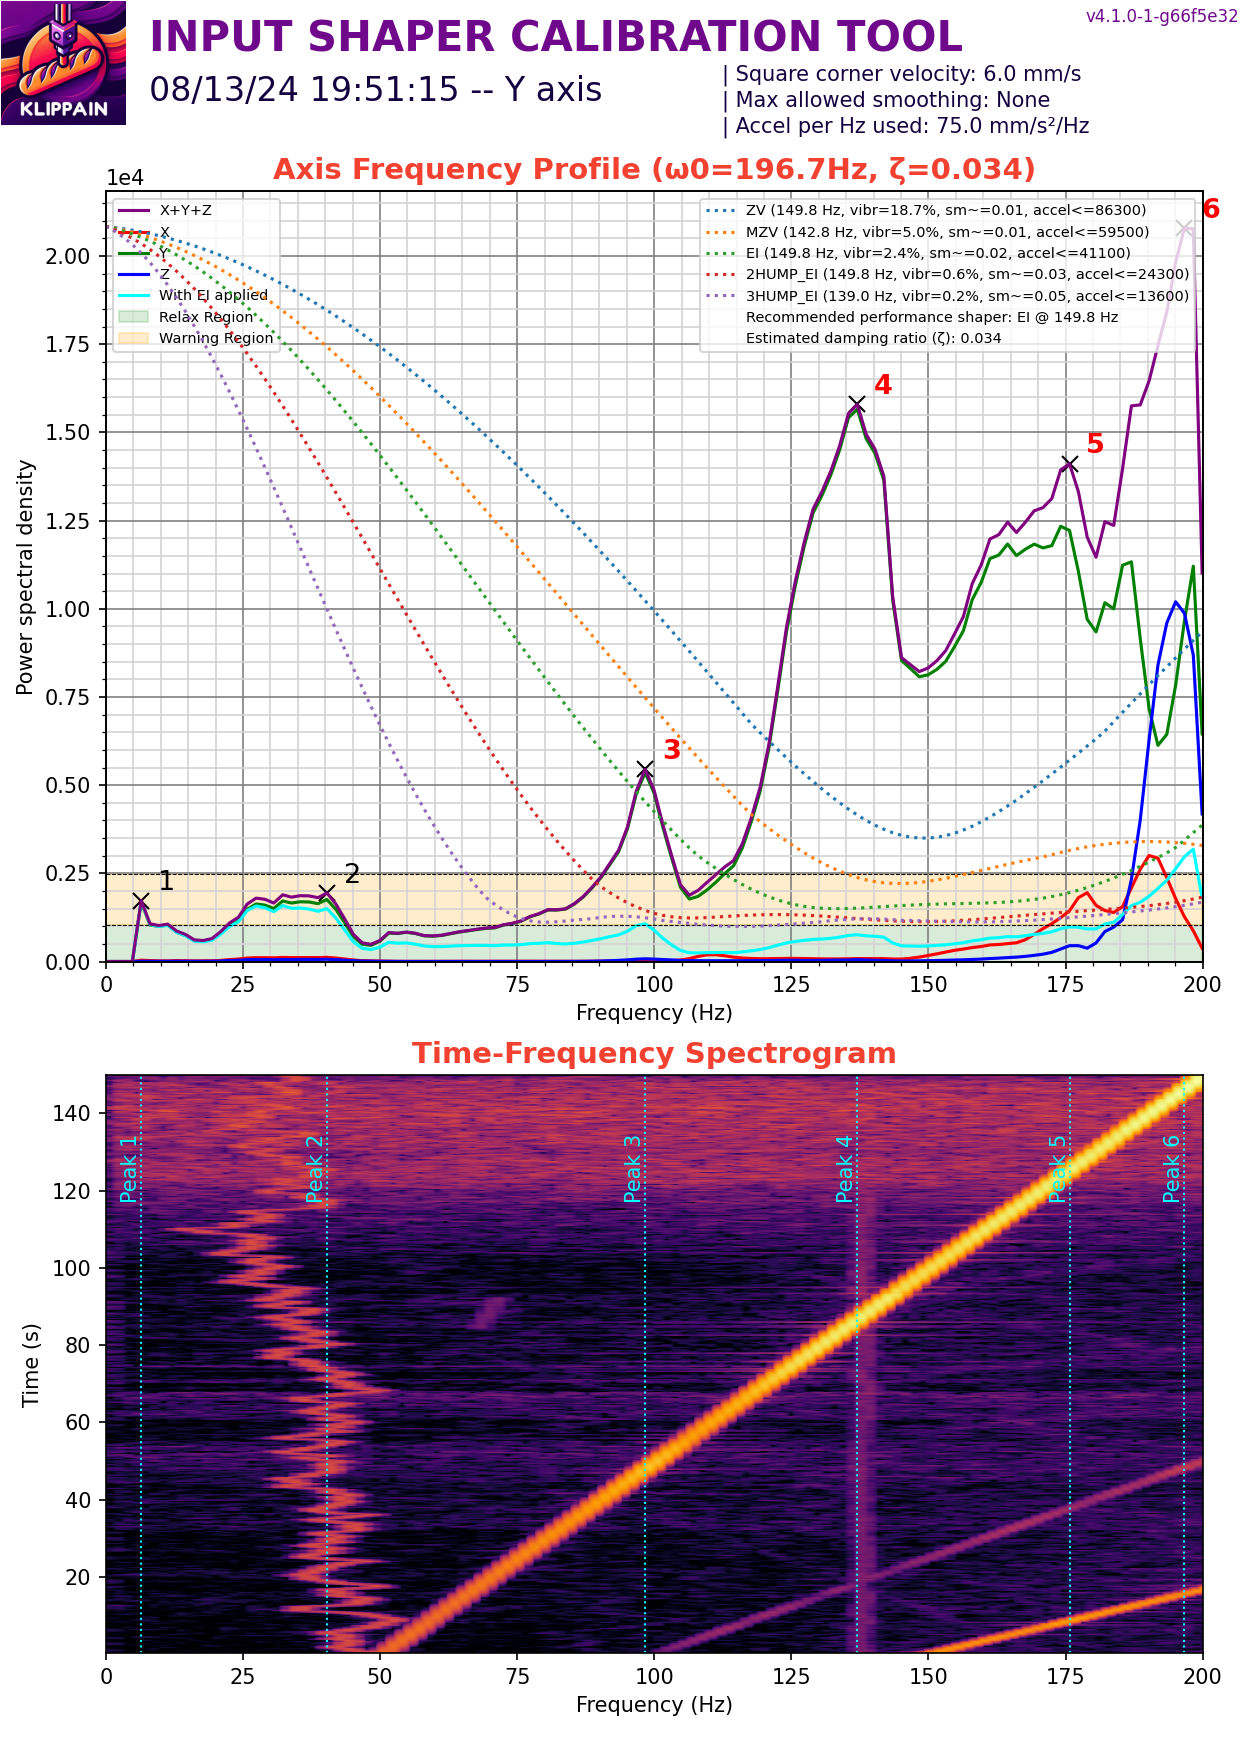 v4.1.0-1-g66f5e32
INPUT SHAPER CALIBRATION TOOL
KLIPPAIN
08/13/24 19:51:15 -- Y axis
| Square corner velocity: 6.0 mm/s
| Max allowed smoothing: None
| Accel per Hz used: 75.0 mm/s²/Hz
Axis Frequency Profile (ω0=196.7Hz, ζ=0.034)
1e4
X+Y+Z
X
Y
Z
With EI applied
Relax Region
Warning Region
ZV (149.8 Hz, vibr=18.7%, sm~=0.01, accel<=86300)
MZV (142.8 Hz, vibr=5.0%, sm~=0.01, accel<=59500)
EI (149.8 Hz, vibr=2.4%, sm~=0.02, accel<=41100)
2HUMP_EI (149.8 Hz, vibr=0.6%, sm~=0.03, accel<=24300)
3HUMP_EI (139.0 Hz, vibr=0.2%, sm~=0.05, accel<=13600)
Recommended performance shaper: EI @ 149.8 Hz
Estimated damping ratio (ζ): 0.034
1
2
3
4
5
6
Power spectral density
2.00
1.75
1.50
1.25
1.00
0.75
0.50
0.25
0.00
0 25 50 75 100 125 150 175 200
Frequency (Hz)
Time-Frequency Spectrogram
Peak 1
Peak 2
Peak 3
Peak 4
Peak 5
Peak 6
Time (s)
140
120
100
80
60
40
20
0 25 50 75 100 125 150 175 200
Frequency (Hz)